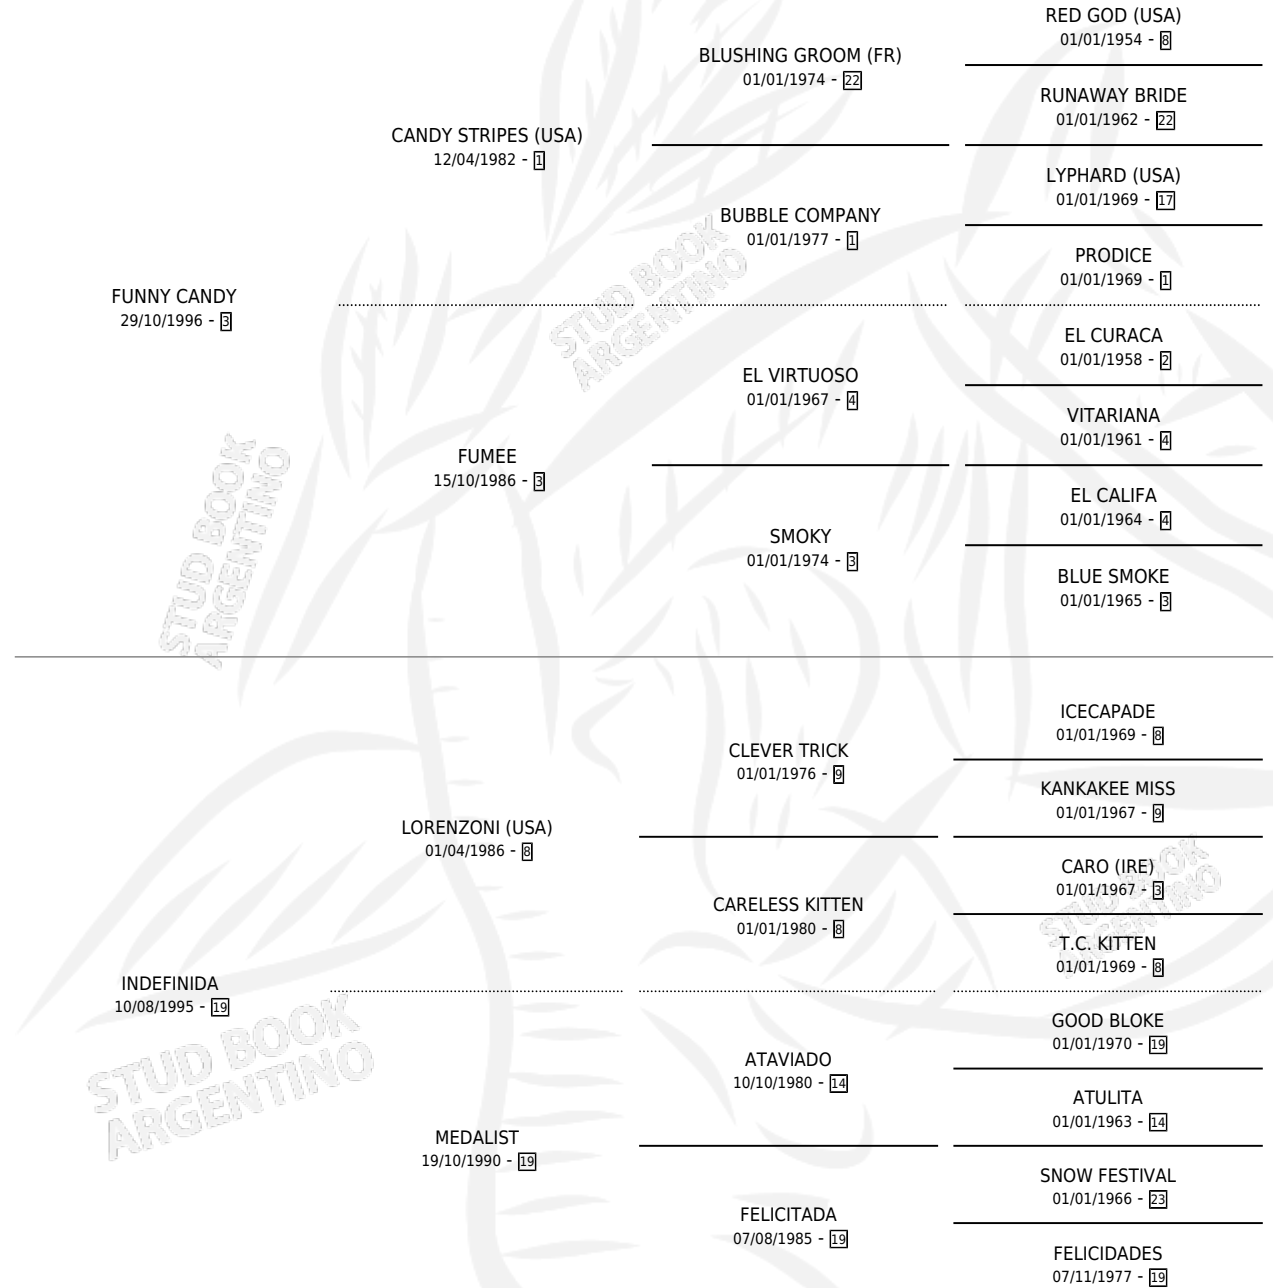 RED GOD (USA)
01/01/1954 - 8
BLUSHING GROOM (FR)
01/01/1974 - 22
RUNAWAY BRIDE
01/01/1962 - 22
CANDY STRIPES (USA)
12/04/1982 - 1
LYPHARD (USA)
01/01/1969 - 17
BUBBLE COMPANY
01/01/1977 - 1
PRODICE
01/01/1969 - 1
FUNNY CANDY
29/10/1996 - 3
STUD BOOK
ARGENTINO
EL CURACA
01/01/1958 - 2
EL VIRTUOSO
01/01/1967 - 4
VITARIANA
01/01/1961 - 4
FUMEE
15/10/1986 - 3
EL CALIFA
01/01/1964 - 4
SMOKY
01/01/1974 - 3
BLUE SMOKE
01/01/1965 - 3
STUD BOOK
ARGENTINO
ICECAPADE
01/01/1969 - 8
CLEVER TRICK
01/01/1976 - 9
KANKAKEE MISS
01/01/1967 - 9
LORENZONI (USA)
01/04/1986 - 8
CARO (IRE)
01/01/1967 - 3
CARELESS KITTEN
01/01/1980 - 8
STUD BOOK
ARGENTINO
T.C. KITTEN
01/01/1969 - 8
INDEFINIDA
10/08/1995 - 19
STUD BOOK
ARGENTINO
GOOD BLOKE
01/01/1970 - 19
ATAVIADO
10/10/1980 - 14
ATULITA
01/01/1963 - 14
MEDALIST
19/10/1990 - 19
SNOW FESTIVAL
01/01/1966 - 23
FELICITADA
07/08/1985 - 19
FELICIDADES
07/11/1977 - 19